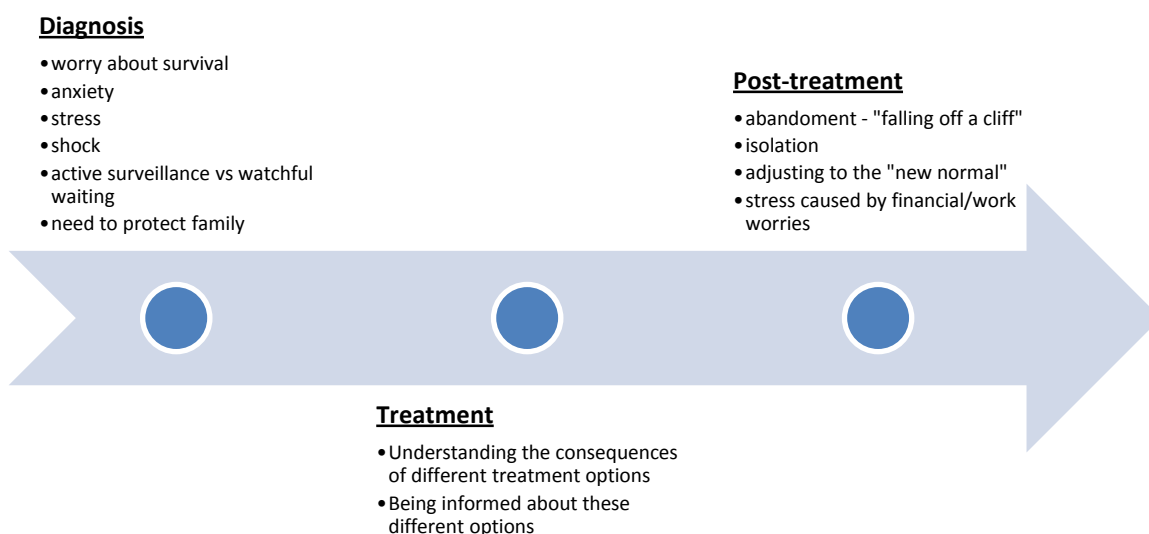 Diagnosis
•worry about survival
•anxiety
•stress
•shock
•active surveillance vs watchful
waiting
•need to protect family
Post-treatment
•abandoment - "falling off a cliff"
•isolation
•adjusting to the "new normal"
•stress caused by financial/work
worries
Treatment
•Understanding the consequences
of different treatment options
•Being informed about these
different options